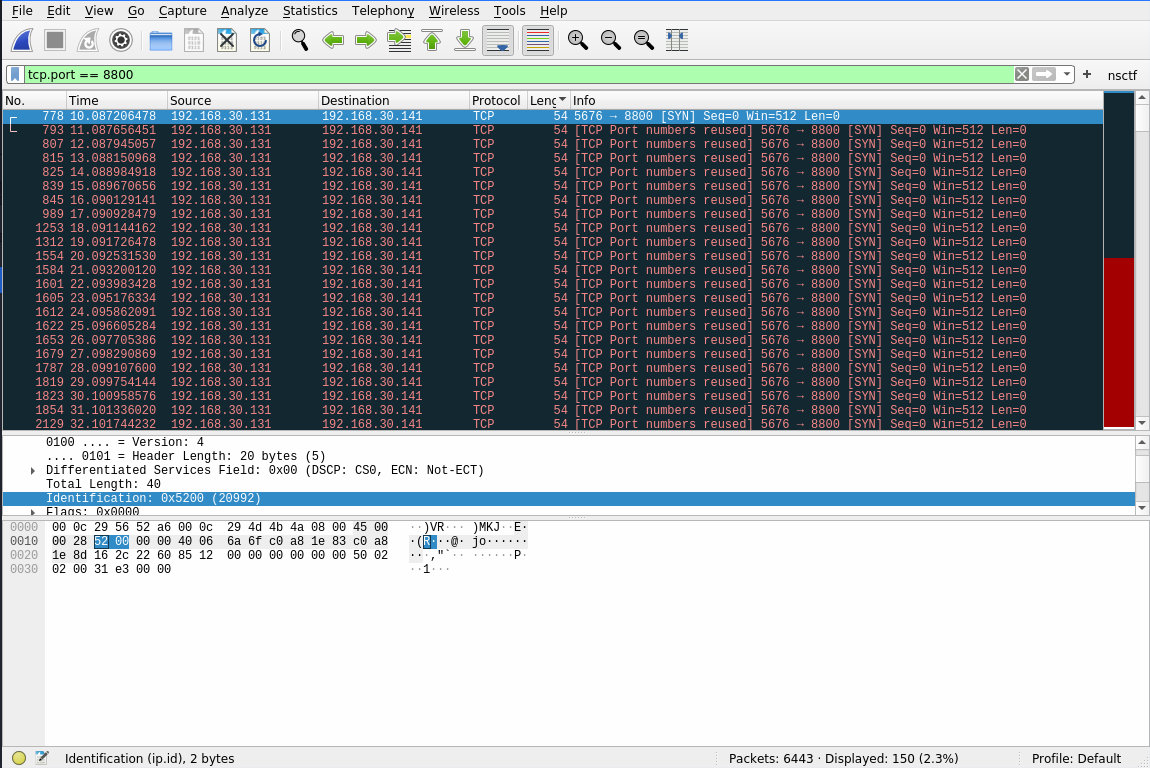 File Edit View Go Capture Analyze Statistics Telephony Wireless Tools Help
tcp.port == 8800
nsctf
No. Time Source Destination Protocol Leng Info
778 10.087206478 192.168.30.131 192.168.30.141 TCP 54 5676 → 8800 [SYN] Seq=0 Win=512 Len=0
793 11.087656451 192.168.30.131 192.168.30.141 TCP 54 [TCP Port numbers reused] 5676 → 8800 [SYN] Seq=0 Win=512 Len=0
807 12.087945057 192.168.30.131 192.168.30.141 TCP 54 [TCP Port numbers reused] 5676 → 8800 [SYN] Seq=0 Win=512 Len=0
815 13.088150968 192.168.30.131 192.168.30.141 TCP 54 [TCP Port numbers reused] 5676 → 8800 [SYN] Seq=0 Win=512 Len=0
825 14.088984918 192.168.30.131 192.168.30.141 TCP 54 [TCP Port numbers reused] 5676 → 8800 [SYN] Seq=0 Win=512 Len=0
839 15.089670656 192.168.30.131 192.168.30.141 TCP 54 [TCP Port numbers reused] 5676 → 8800 [SYN] Seq=0 Win=512 Len=0
845 16.090129141 192.168.30.131 192.168.30.141 TCP 54 [TCP Port numbers reused] 5676 → 8800 [SYN] Seq=0 Win=512 Len=0
989 17.090928479 192.168.30.131 192.168.30.141 TCP 54 [TCP Port numbers reused] 5676 → 8800 [SYN] Seq=0 Win=512 Len=0
1253 18.091144162 192.168.30.131 192.168.30.141 TCP 54 [TCP Port numbers reused] 5676 → 8800 [SYN] Seq=0 Win=512 Len=0
1312 19.091726478 192.168.30.131 192.168.30.141 TCP 54 [TCP Port numbers reused] 5676 → 8800 [SYN] Seq=0 Win=512 Len=0
1554 20.092531530 192.168.30.131 192.168.30.141 TCP 54 [TCP Port numbers reused] 5676 → 8800 [SYN] Seq=0 Win=512 Len=0
1584 21.093200120 192.168.30.131 192.168.30.141 TCP 54 [TCP Port numbers reused] 5676 → 8800 [SYN] Seq=0 Win=512 Len=0
1601 22.093983428 192.168.30.131 192.168.30.141 TCP 54 [TCP Port numbers reused] 5676 → 8800 [SYN] Seq=0 Win=512 Len=0
1605 23.095176334 192.168.30.131 192.168.30.141 TCP 54 [TCP Port numbers reused] 5676 → 8800 [SYN] Seq=0 Win=512 Len=0
1612 24.095862091 192.168.30.131 192.168.30.141 TCP 54 [TCP Port numbers reused] 5676 → 8800 [SYN] Seq=0 Win=512 Len=0
1622 25.096605284 192.168.30.131 192.168.30.141 TCP 54 [TCP Port numbers reused] 5676 → 8800 [SYN] Seq=0 Win=512 Len=0
1653 26.097705386 192.168.30.131 192.168.30.141 TCP 54 [TCP Port numbers reused] 5676 → 8800 [SYN] Seq=0 Win=512 Len=0
1679 27.098290869 192.168.30.131 192.168.30.141 TCP 54 [TCP Port numbers reused] 5676 → 8800 [SYN] Seq=0 Win=512 Len=0
1787 28.099107600 192.168.30.131 192.168.30.141 TCP 54 [TCP Port numbers reused] 5676 → 8800 [SYN] Seq=0 Win=512 Len=0
1819 29.099754144 192.168.30.131 192.168.30.141 TCP 54 [TCP Port numbers reused] 5676 → 8800 [SYN] Seq=0 Win=512 Len=0
1823 30.100958576 192.168.30.131 192.168.30.141 TCP 54 [TCP Port numbers reused] 5676 → 8800 [SYN] Seq=0 Win=512 Len=0
1854 31.101336020 192.168.30.131 192.168.30.141 TCP 54 [TCP Port numbers reused] 5676 → 8800 [SYN] Seq=0 Win=512 Len=0
2129 32.101744232 192.168.30.131 192.168.30.141 TCP 54 [TCP Port numbers reused] 5676 → 8800 [SYN] Seq=0 Win=512 Len=0
0100 .... = Version: 4
.... 0101 = Header Length: 20 bytes (5)
Differentiated Services Field: 0x00 (DSCP: CS0, ECN: Not-ECT)
Total Length: 40
Identification: 0x5200 (20992)
Flags: 0x0000
0000 00 0c 29 56 52 a6 00 0c 29 4d 4b 4a 08 00 45 00 ··)VR··· )MKJ··E·
0010 00 28 52 00 00 00 40 06 6a 6f c0 a8 1e 83 c0 a8 ·(R···@· jo······
0020 1e 8d 16 2c 22 60 85 12 00 00 00 00 00 00 50 02 ···,"`·· ······P·
0030 02 00 31 e3 00 00 ··1···
Identification (ip.id), 2 bytes
Packets: 6443 · Displayed: 150 (2.3%)
Profile: Default